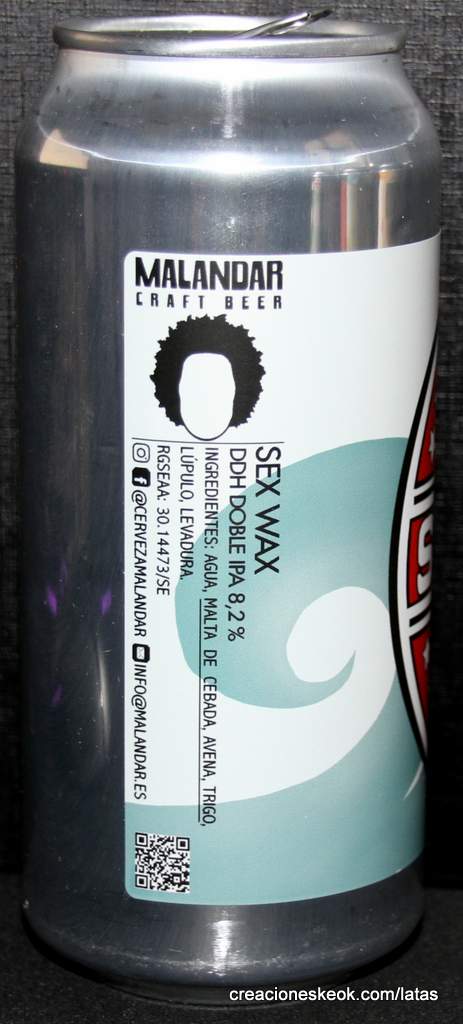 MALANDAR
CRAFT BEER
SEX WAX
DDH DOBLE IPA 8,2 %
INGREDIENTES: AGUA, MALTA DE CEBADA, AVENA, TRIGO,
LÚPULO, LEVADURA.
RGSEAA: 30.14473/SE
@CERVEZAMALANDAR INFO@MALANDAR.ES
S
creacioneskeok.com/latas